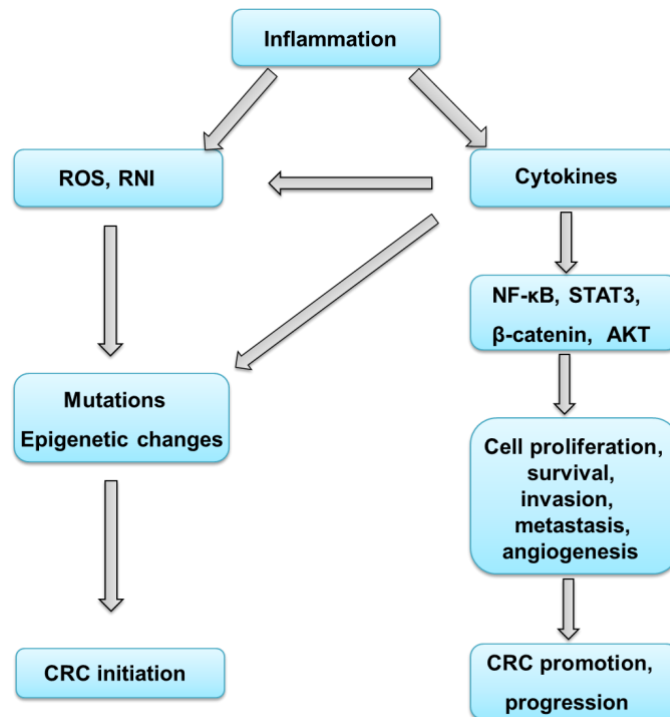 Inflammation
ROS, RNI
Cytokines
NF-κB, STAT3,
β-catenin, AKT
Mutations
Epigenetic changes
Cell proliferation,
survival,
invasion,
metastasis,
angiogenesis
CRC initiation
CRC promotion,
progression